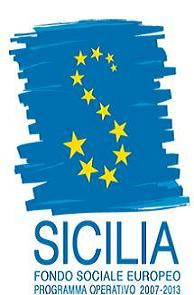 SICILIA
FONDO SOCIALE EUROPEO
PROGRAMMA OPERATIVO 2007-2013